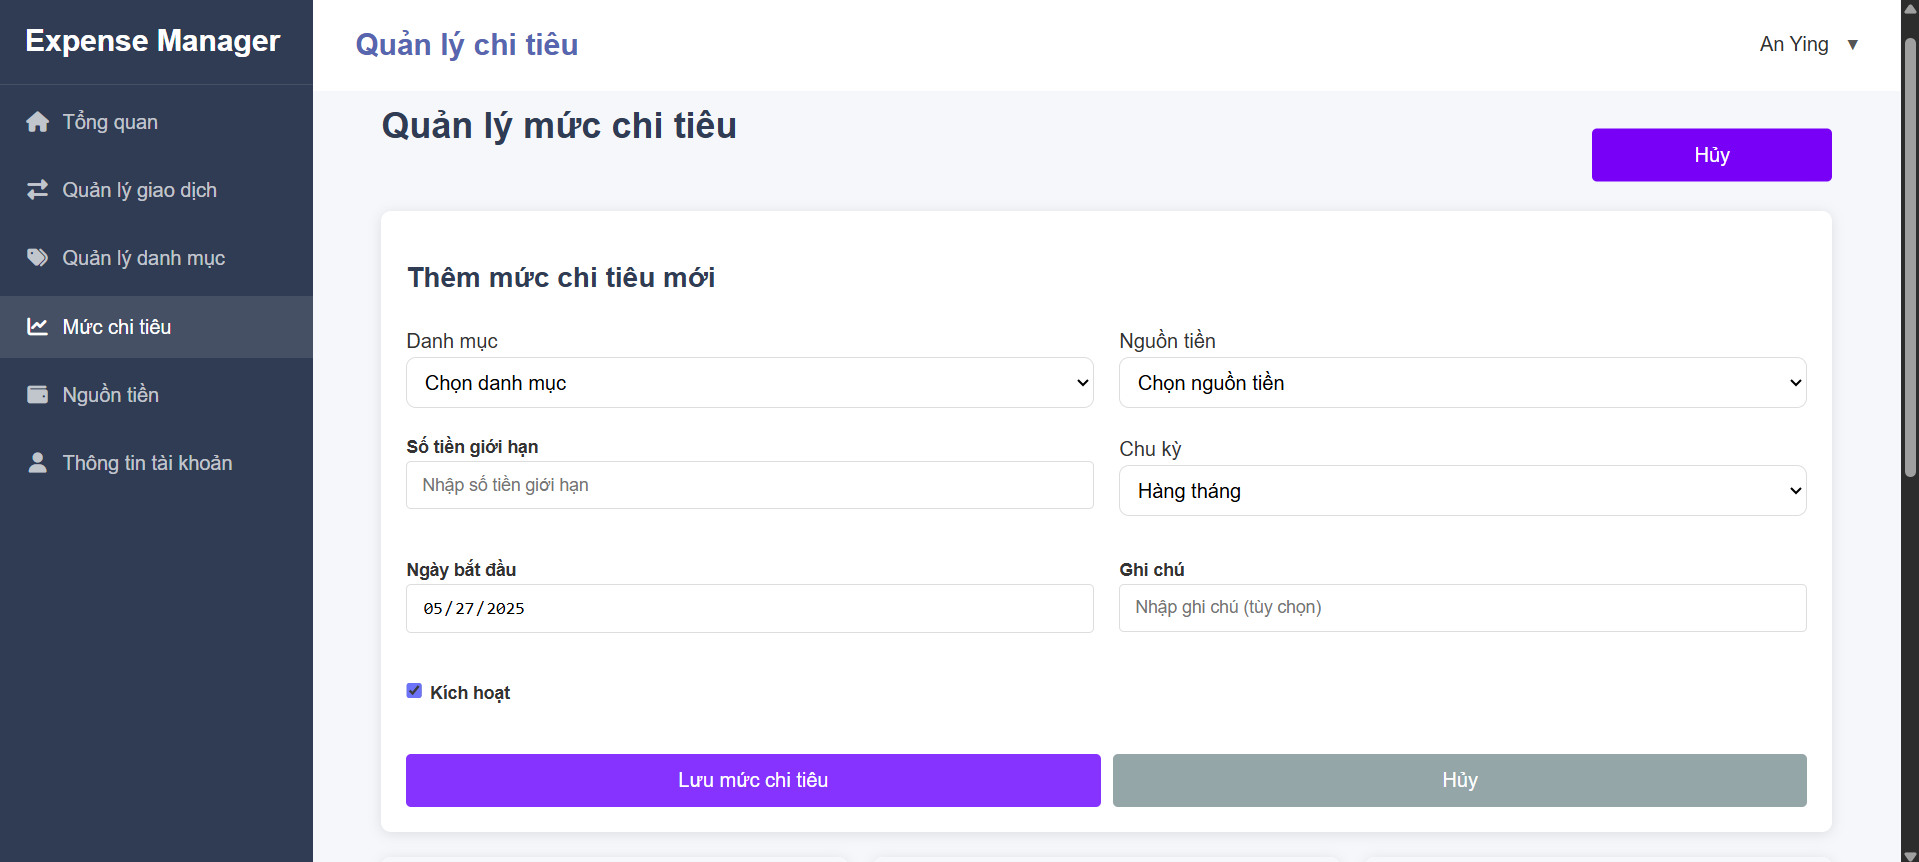 Expense Manager
Tổng quan
Quản lý giao dịch
Quản lý danh mục
Mức chi tiêu
Nguồn tiền
Thông tin tài khoản
Quản lý chi tiêu
An Ying ▼
Quản lý mức chi tiêu
Hủy
Thêm mức chi tiêu mới
Danh mục
Chọn danh mục
Nguồn tiền
Chọn nguồn tiền
Số tiền giới hạn
Nhập số tiền giới hạn
Chu kỳ
Hàng tháng
Ngày bắt đầu
05/27/2025
Ghi chú
Nhập ghi chú (tùy chọn)
Kích hoạt
Lưu mức chi tiêu
Hủy